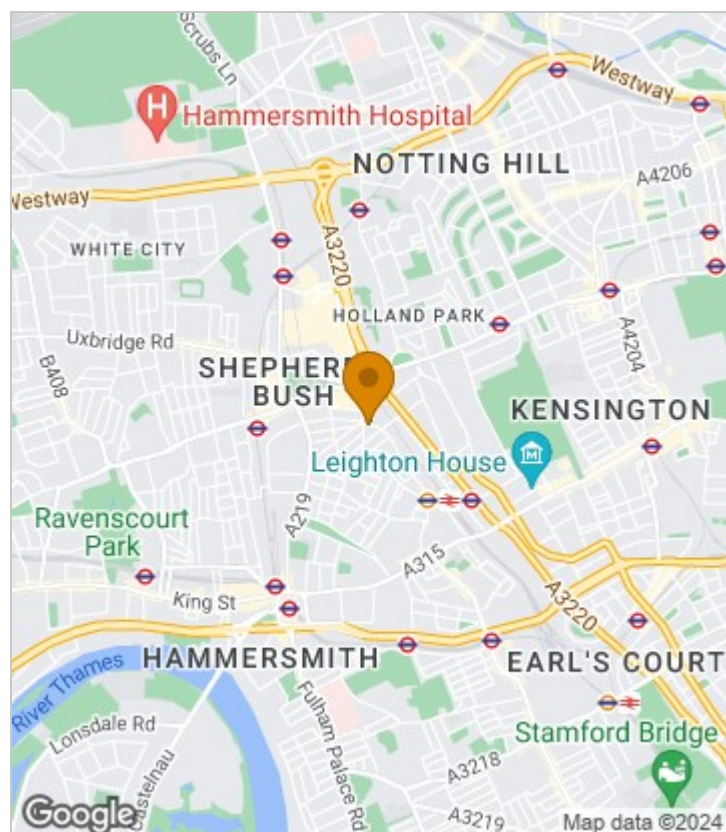 Scrubs Ln
Westway
Hammersmith Hospital
NOTTING HILL
A4206
Westway
WHITE CITY
A3220
HOLLAND PARK
Uxbridge Rd
A4204
B408
SHEPHER
BUSH
KENSINGTON
Leighton House
A219
Ravenscourt
Park
A315
King St
A3220
HAMMERSMITH
EARL'S COURT
River Thames
Lonsdale Rd
Fulham Palace Rd
Stamford Bridge
A3218
A3219
Google
Map data ©2024